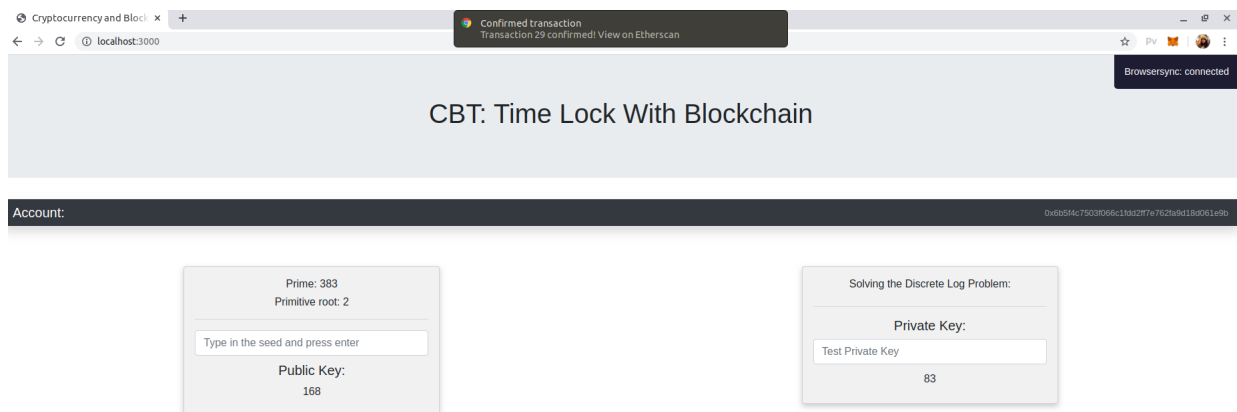 Cryptocurrency and Block
Confirmed transaction
Transaction 29 confirmed! View on Etherscan
localhost:3000
Pv
Browsersync: connected
CBT: Time Lock With Blockchain
Account:
0x6b5f4c7503f066c1fdd2ff7e762fa9d18d061e9b
Prime: 383
Primitive root: 2
Type in the seed and press enter
Public Key:
168
Solving the Discrete Log Problem:
Private Key:
Test Private Key
83